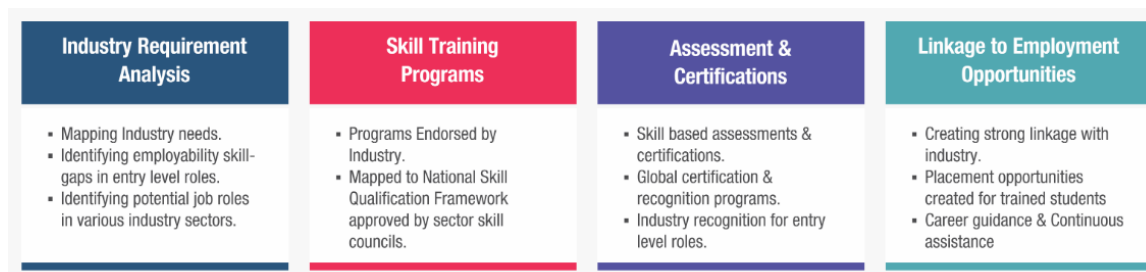 Industry Requirement
Analysis
▪ Mapping Industry needs.
▪ Identifying employability skill-
gaps in entry level roles.
▪ Identifying potential job roles
in various industry sectors.
Skill Training
Programs
▪ Programs Endorsed by
Industry.
▪ Mapped to National Skill
Qualification Framework
approved by sector skill
councils.
Assessment &
Certifications
▪ Skill based assessments &
certifications.
▪ Global certification &
recognition programs.
▪ Industry recognition for entry
level roles.
Linkage to Employment
Opportunities
▪ Creating strong linkage with
industry.
▪ Placement opportunities
created for trained students
▪ Career guidance & Continuous
assistance